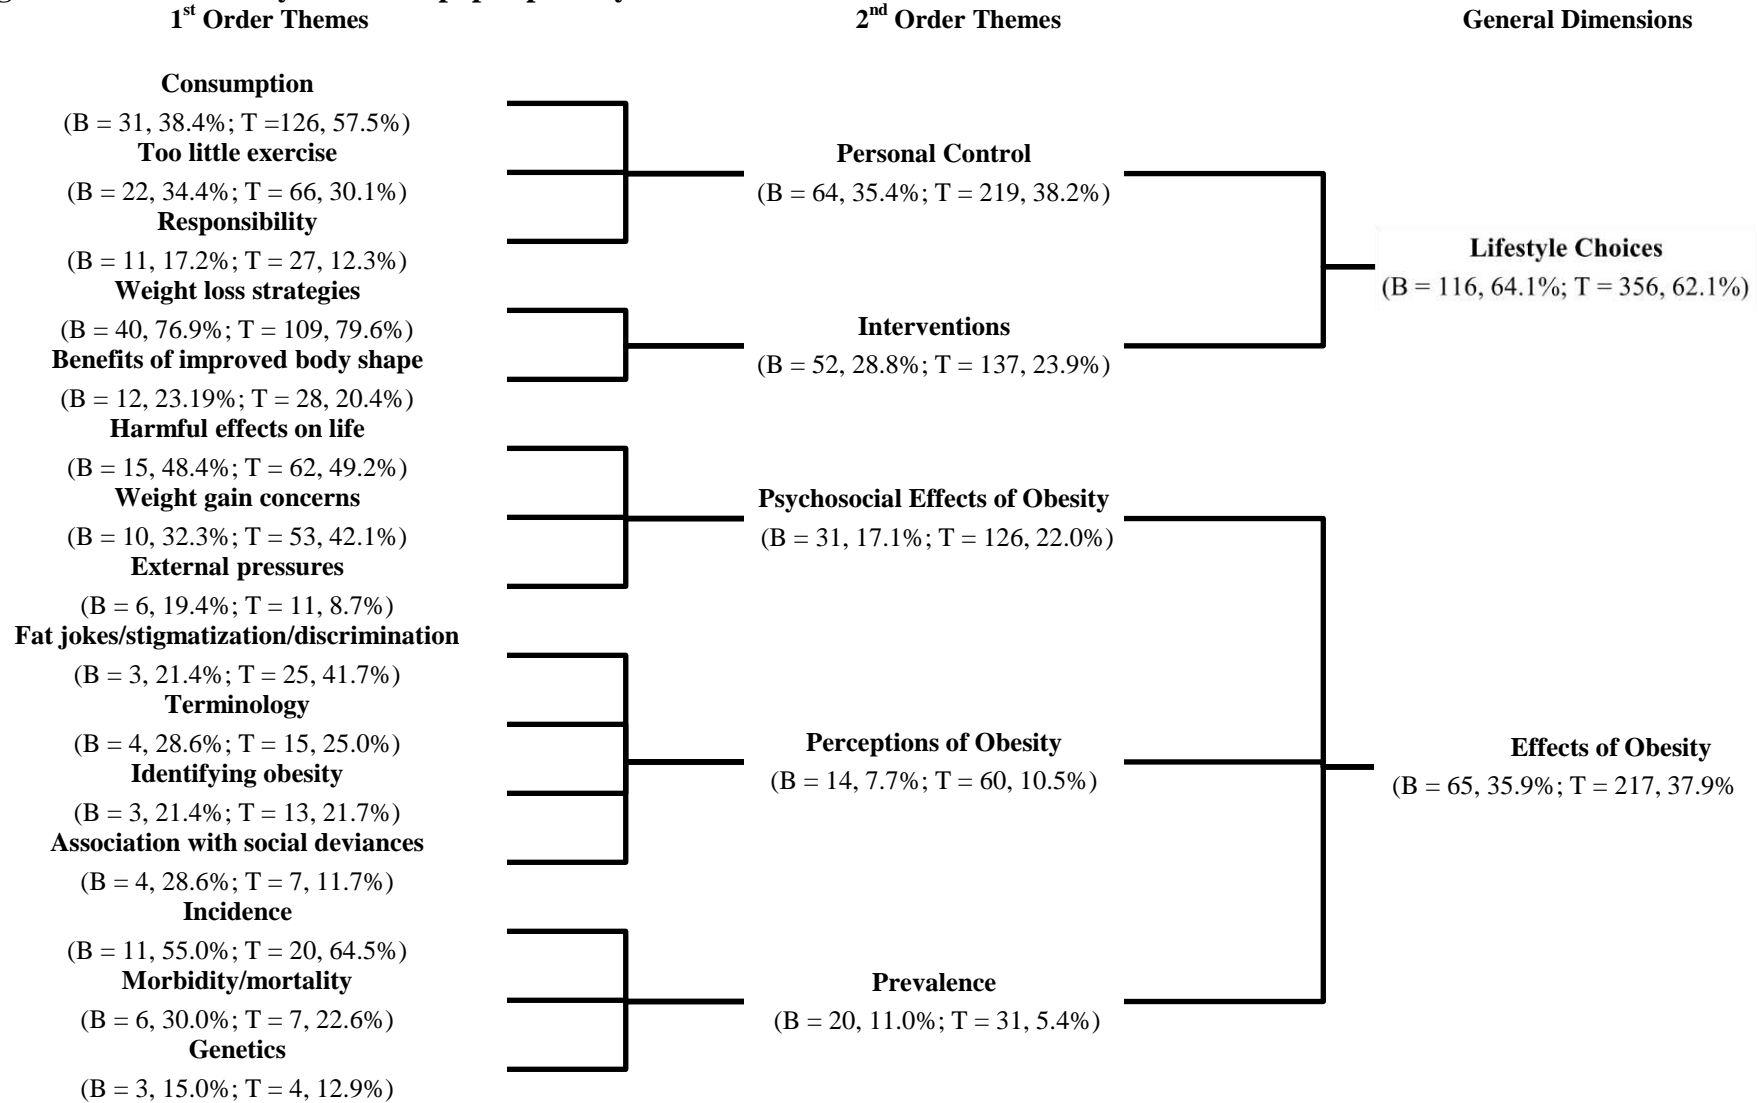 1st Order Themes
2nd Order Themes
General Dimensions
Consumption
(B = 31, 38.4%; T =126, 57.5%)
Too little exercise
(B = 22, 34.4%; T = 66, 30.1%)
Responsibility
(B = 11, 17.2%; T = 27, 12.3%)
Weight loss strategies
(B = 40, 76.9%; T = 109, 79.6%)
Benefits of improved body shape
(B = 12, 23.19%; T = 28, 20.4%)
Harmful effects on life
(B = 15, 48.4%; T = 62, 49.2%)
Weight gain concerns
(B = 10, 32.3%; T = 53, 42.1%)
External pressures
(B = 6, 19.4%; T = 11, 8.7%)
Fat jokes/stigmatization/discrimination
(B = 3, 21.4%; T = 25, 41.7%)
Terminology
(B = 4, 28.6%; T = 15, 25.0%)
Identifying obesity
(B = 3, 21.4%; T = 13, 21.7%)
Association with social deviances
(B = 4, 28.6%; T = 7, 11.7%)
Incidence
(B = 11, 55.0%; T = 20, 64.5%)
Morbidity/mortality
(B = 6, 30.0%; T = 7, 22.6%)
Genetics
(B = 3, 15.0%; T = 4, 12.9%)
Personal Control
(B = 64, 35.4%; T = 219, 38.2%)
Interventions
(B = 52, 28.8%; T = 137, 23.9%)
Psychosocial Effects of Obesity
(B = 31, 17.1%; T = 126, 22.0%)
Perceptions of Obesity
(B = 14, 7.7%; T = 60, 10.5%)
Prevalence
(B = 20, 11.0%; T = 31, 5.4%)
Lifestyle Choices
(B = 116, 64.1%; T = 356, 62.1%)
Effects of Obesity
(B = 65, 35.9%; T = 217, 37.9%